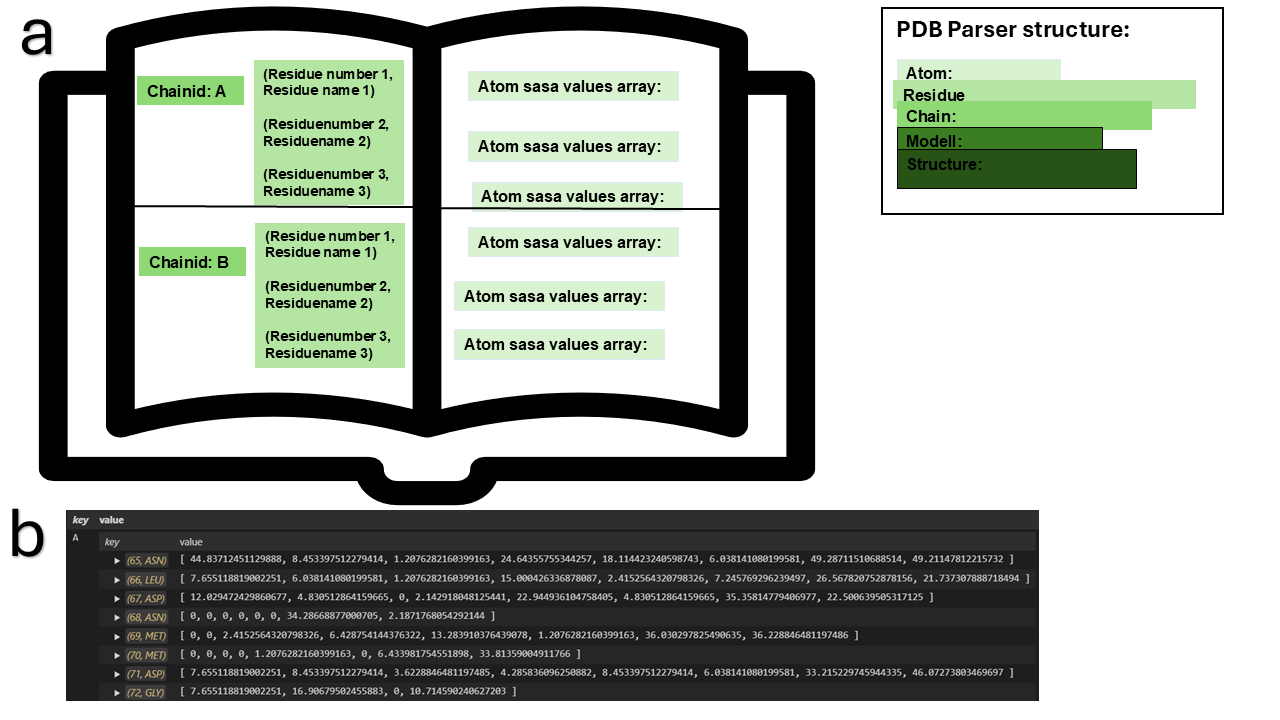 a
Chainid: A
(Residue number 1,
Residue name 1)
(Residuenumber 2,
Residuename 2)
(Residuenumber 3,
Residuename 3)
Atom sasa values array:
Atom sasa values array:
Atom sasa values array:
Chainid: B
(Residue number 1,
Residue name 1)
(Residuenumber 2,
Residuename 2)
(Residuenumber 3,
Residuename 3)
Atom sasa values array:
Atom sasa values array:
Atom sasa values array:
PDB Parser structure:
Atom:
Residue
Chain:
Modell:
Structure:
b
key value
A
key value
(65, ASN) [ 44.83712451129888, 8.453397512279414, 1.2076282160399163, 24.64355755344257, 18.114423240598743, 6.038141080199581, 49.28711510688514, 49.21147812215732 ]
(66, LEU) [ 7.655118819002251, 6.038141080199581, 1.2076282160399163, 15.000426336878087, 2.4152564320798326, 7.245769296239497, 26.567820752878156, 21.737307888718494 ]
(67, ASP) [ 12.029472429860677, 4.830512864159665, 0, 2.142918048125441, 22.944936104758405, 4.830512864159665, 35.35814779406977, 22.500639505317125 ]
(68, ASN) [ 0, 0, 0, 0, 0, 0, 34.28668877000705, 2.1871768054292144 ]
(69, MET) [ 0, 0, 2.4152564320798326, 6.428754144376322, 13.283910376439078, 1.2076282160399163, 36.030297825490635, 36.228846481197486 ]
(70, MET) [ 0, 0, 0, 0, 1.2076282160399163, 0, 6.433981754551898, 33.81359004911766 ]
(71, ASP) [ 7.655118819002251, 8.453397512279414, 3.6228846481197485, 4.285836096250882, 8.453397512279414, 6.038141080199581, 33.215229745944335, 46.07273803469697 ]
(72, GLY) [ 7.655118819002251, 16.90679502455883, 0, 10.714590240627203 ]